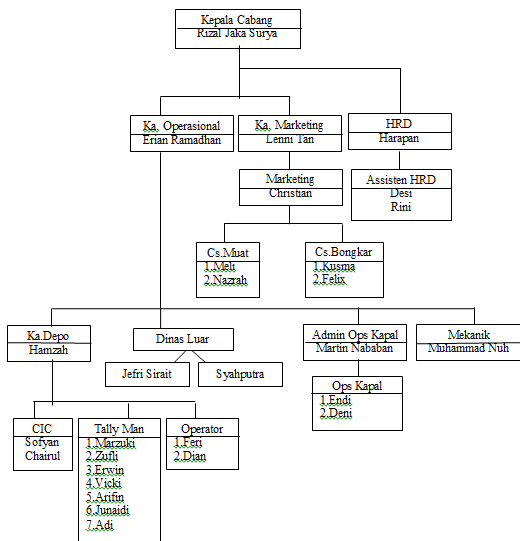 Kepala Cabang
Rizal Jaka Surya
Ka, Operasional
Erian Ramadhan
Ka, Marketing
Lenni Tan
HRD
Harapan
Marketing
Christian
Assisten HRD
Desi
Rini
Cs.Muat
1.Meli
2.Nazrah
Cs.Bongkar
1.Kusma
2.Felix
Ka.Depo
Hamzah
Dinas Luar
Jefri Sirait
Syahputra
Admin Ops Kapal
Martin Nababan
Mekanik
Muhammad Nuh
Ops Kapal
1.Endi
2.Deni
CIC
Sofyan
Chairul
Tally Man
1.Marzuki
2.Zufli
3.Erwin
4.Vicki
5.Arifin
6.Junaidi
7.Adi
Operator
1.Feri
2.Dian